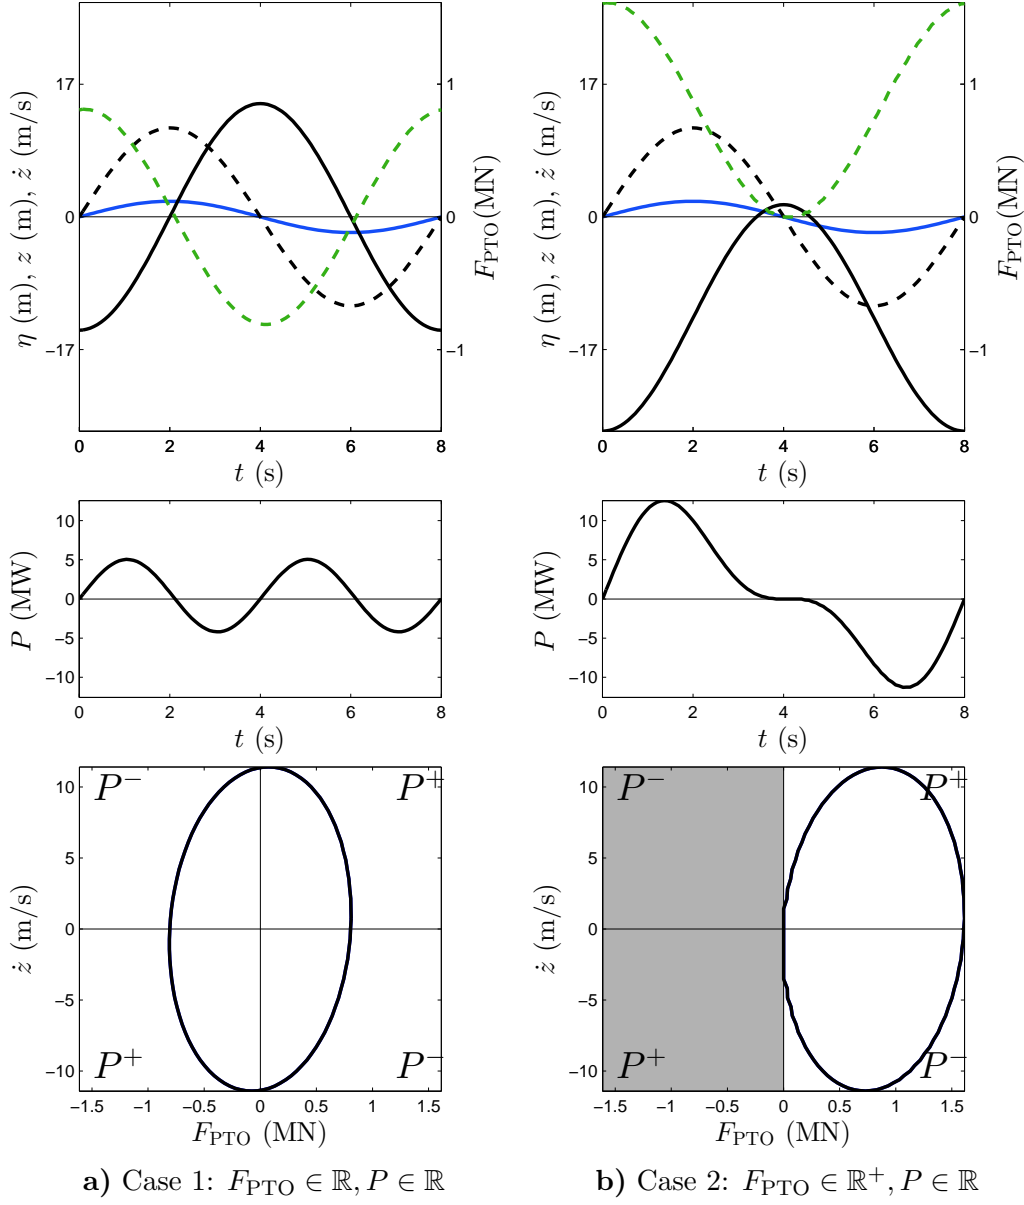 17
0
−17
η (m), z (m), ż (m/s)
1
0
−1
F_PTO(MN)
0 2 4 6 8
t (s)
17
0
−17
η (m), z (m), ż (m/s)
1
0
−1
F_PTO(MN)
0 2 4 6 8
t (s)
10
5
0
−5
−10
P (MW)
0 2 4 6 8
t (s)
10
5
0
−5
−10
P (MW)
0 2 4 6 8
t (s)
P⁻ P⁺
10
5
0
−5
−10
ż (m/s)
P⁺ P⁻
−1.5 −1 −0.5 0 0.5 1 1.5
F_PTO (MN)
P⁻ P⁺
10
5
0
−5
−10
ż (m/s)
P⁺ P⁻
−1.5 −1 −0.5 0 0.5 1 1.5
F_PTO (MN)
a) Case 1: F_PTO ∈ ℝ, P ∈ ℝ
b) Case 2: F_PTO ∈ ℝ⁺, P ∈ ℝ